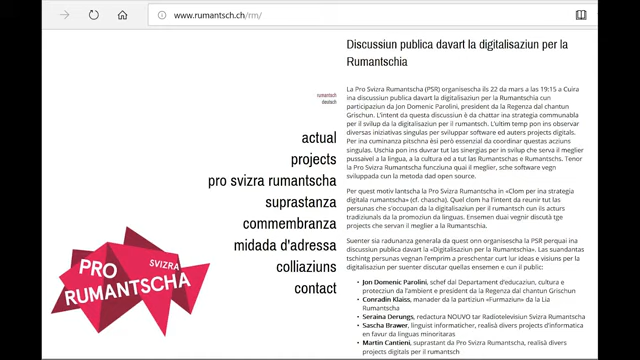 www.rumantsch.ch/rm/
Discussiun publica davart la digitalisaziun per la
Rumantschia
rumantsch
deutsch
actual
projects
pro svizra rumantscha
suprastanza
commembranza
midada d'adressa
colliaziuns
contact
PRO
SVIZRA
RUMANTSCHA
La Pro Svizra Rumantscha (PSR) organisescha ils 22 da mars a las 19:15 a Cuira
ina discussiun publica davart la digitalisaziun per la Rumantschia cun
participaziun da Jon Domenic Parolini, president da la Regenza dal chantun
Grischun. L'intent da questa discussiun è da chattar ina strategia communabla
per il svilup da la digitalisaziun per il rumantsch. L'ultim temp pon ins observar
diversas iniziativas singulas per sviluppar software ed auters projects digitals.
Per ina cuminanza pitschna èsi però essenzial da coordinar questas acziuns
singulas. Uschia pon ins duvrar tut las sinergias per in svilup che serva il meglier
pussaivel a la lingua, a la cultura ed a tut las Rumantschas e Rumantschs. Tenor
la Pro Svizra Rumantscha funcziuna quai il meglier, sche software vegn
sviluppada cun la metoda dad open source.
Per quest motiv lantscha la Pro Svizra Rumantscha in «Clom per ina strategia
digitala rumantscha» (cf. chascha). Quel clom ha l'intent da reunir tut las
persunas che s'occupan da la digitalisaziun per il rumantsch cun ils acturs
tradiziunals da la promoziun da linguas. Ensemen duai vegnir discutà tge
projects che servan il meglier a la Rumantschia.
Suenter sia radunanza generala da quest onn organisescha la PSR perquai ina
discussiun publica davart la «Digitalisaziun per la Rumantschia». Las suandantas
tschintg persunas vegnan l'emprim a preschentar curt lur ideas e visiuns per la
digitalisaziun per suenter discutar quellas ensemen e cun il public:
• Jon Domenic Parolini, schef dal Departament d'educaziun, cultura e
protecziun da l'ambient e president da la Regenza dal chantun Grischun
• Conradin Klaiss, manader da la partiziun «Furmaziun» da la Lia
Rumantscha
• Seraina Derungs, redactura NOUVO tar Radiotelevisiun Svizra Rumantscha
• Sascha Brawer, linguist informaticher, realisà divers projects d'informatica
en favur da linguas minoritaras
• Martin Cantieni, suprastant da Pro Svizra Rumantscha, realisà divers
projects digitals per il rumantsch